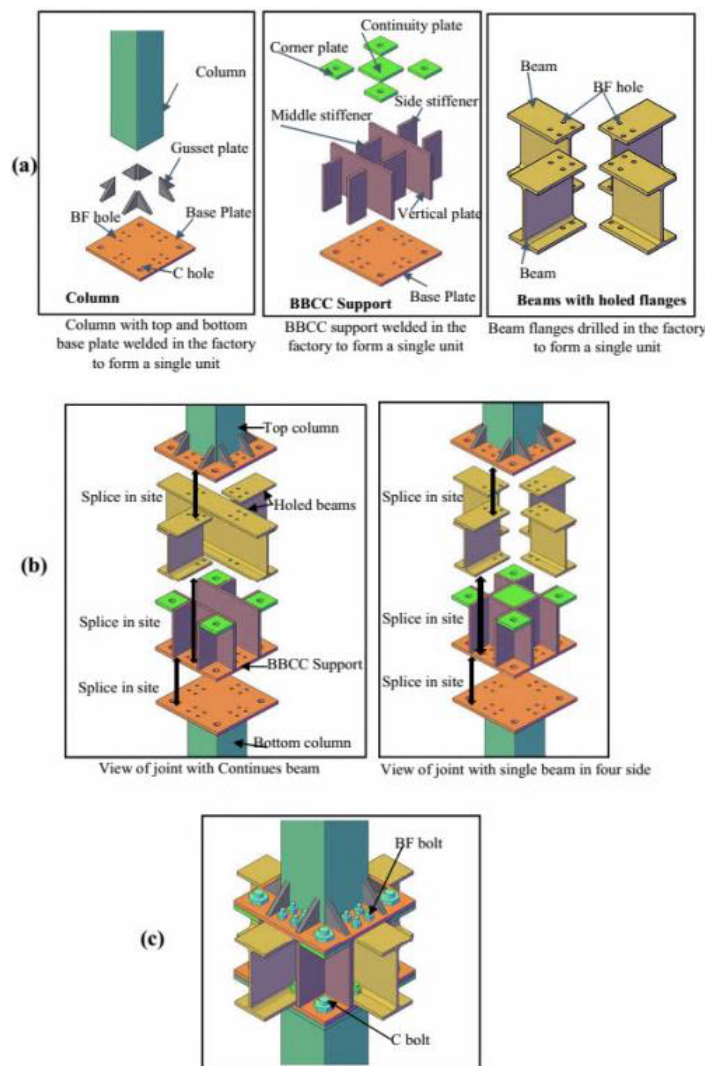 (a)
Column
Gusset plate
BF hole
Base Plate
C hole
Column
Column with top and bottom
base plate welded in the factory
to form a single unit
Continuity plate
Corner plate
Side stiffener
Middle stiffener
Vertical plate
Base Plate
BBCC Support
BBCC support welded in the
factory to form a single unit
Beam
BF hole
Beam
Beams with holed flanges
Beam flanges drilled in the factory
to form a single unit
(b)
Top column
Splice in site
Holed beams
Splice in site
BBCC Support
Splice in site
Bottom column
View of joint with Continues beam
Splice in site
Splice in site
Splice in site
View of joint with single beam in four side
(c)
BF bolt
C bolt